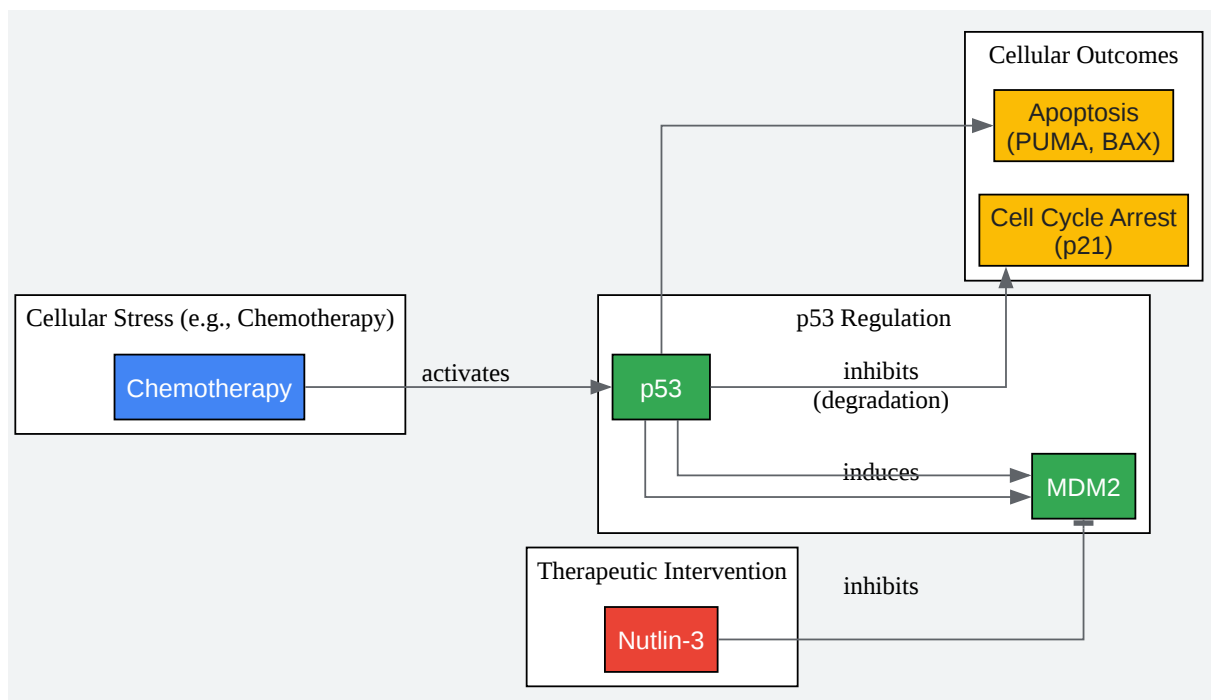 Cellular Outcomes
Apoptosis
(PUMA, BAX)
Cell Cycle Arrest
(p21)
Cellular Stress (e.g., Chemotherapy)
Chemotherapy
activates
p53 Regulation
p53
inhibits
(degradation)
induces
MDM2
Therapeutic Intervention
Nutlin-3
inhibits